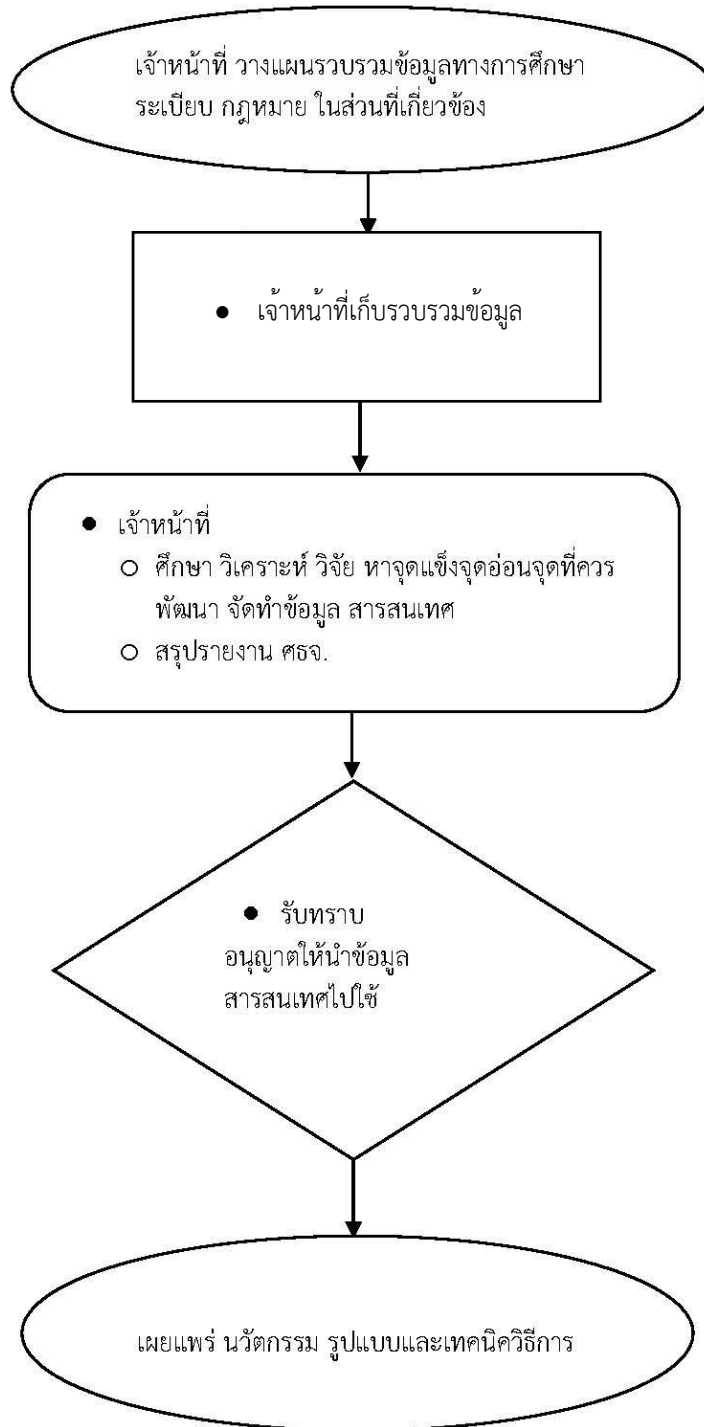 เจ้าหน้าที่ วางแผนรวบรวมข้อมูลทางการศึกษา
ระเบียบ กฎหมาย ในส่วนที่เกี่ยวข้อง
● เจ้าหน้าที่เก็บรวบรวมข้อมูล
● เจ้าหน้าที่
○ ศึกษา วิเคราะห์ วิจัย หาจุดแข็งจุดอ่อนจุดที่ควร
พัฒนา จัดทำข้อมูล สารสนเทศ
○ สรุปรายงาน ศธจ.
● รับทราบ
อนุญาตให้นำข้อมูล
สารสนเทศไปใช้
เผยแพร่ นวัตกรรม รูปแบบและเทคนิควิธีการ